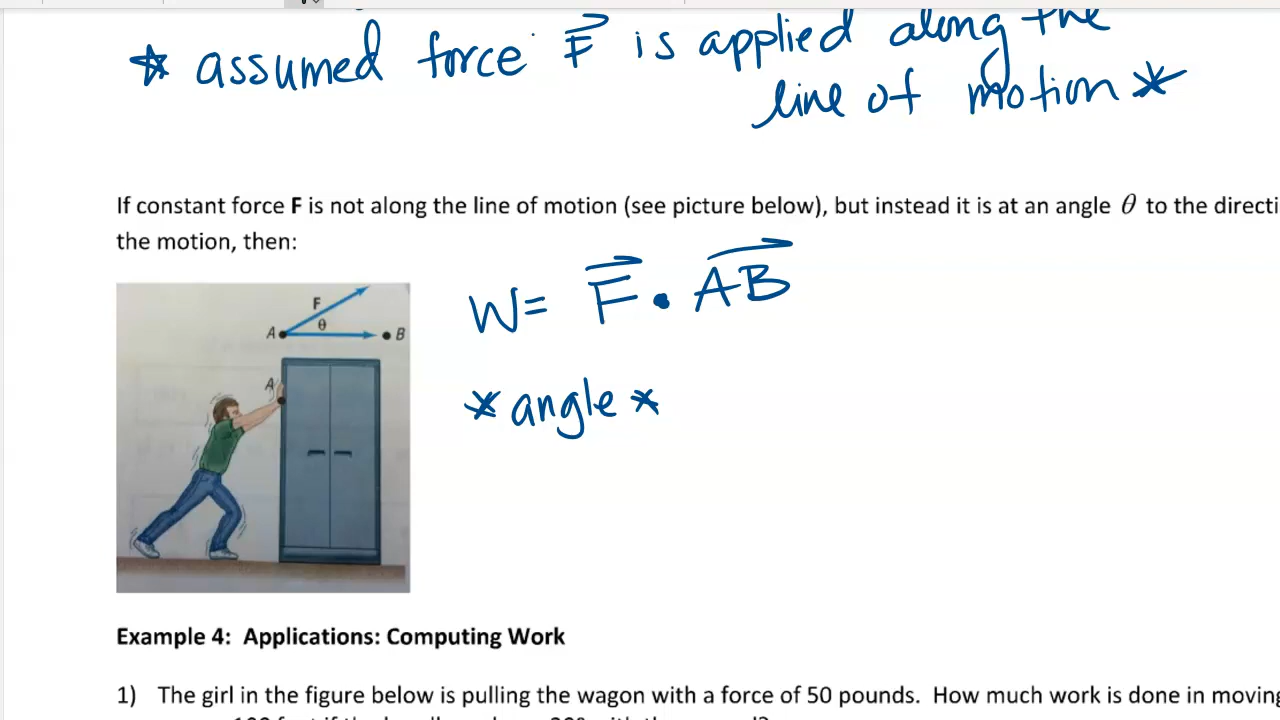 * assumed force F is applied along the
line of motion *
If constant force F is not along the line of motion (see picture below), but instead it is at an angle θ to the
the motion, then:
F
A θ B
W = F • AB
A
* angle *
Example 4: Applications: Computing Work
1) The girl in the figure below is pulling the wagon with a force of 50 pounds. How much work is done in moving